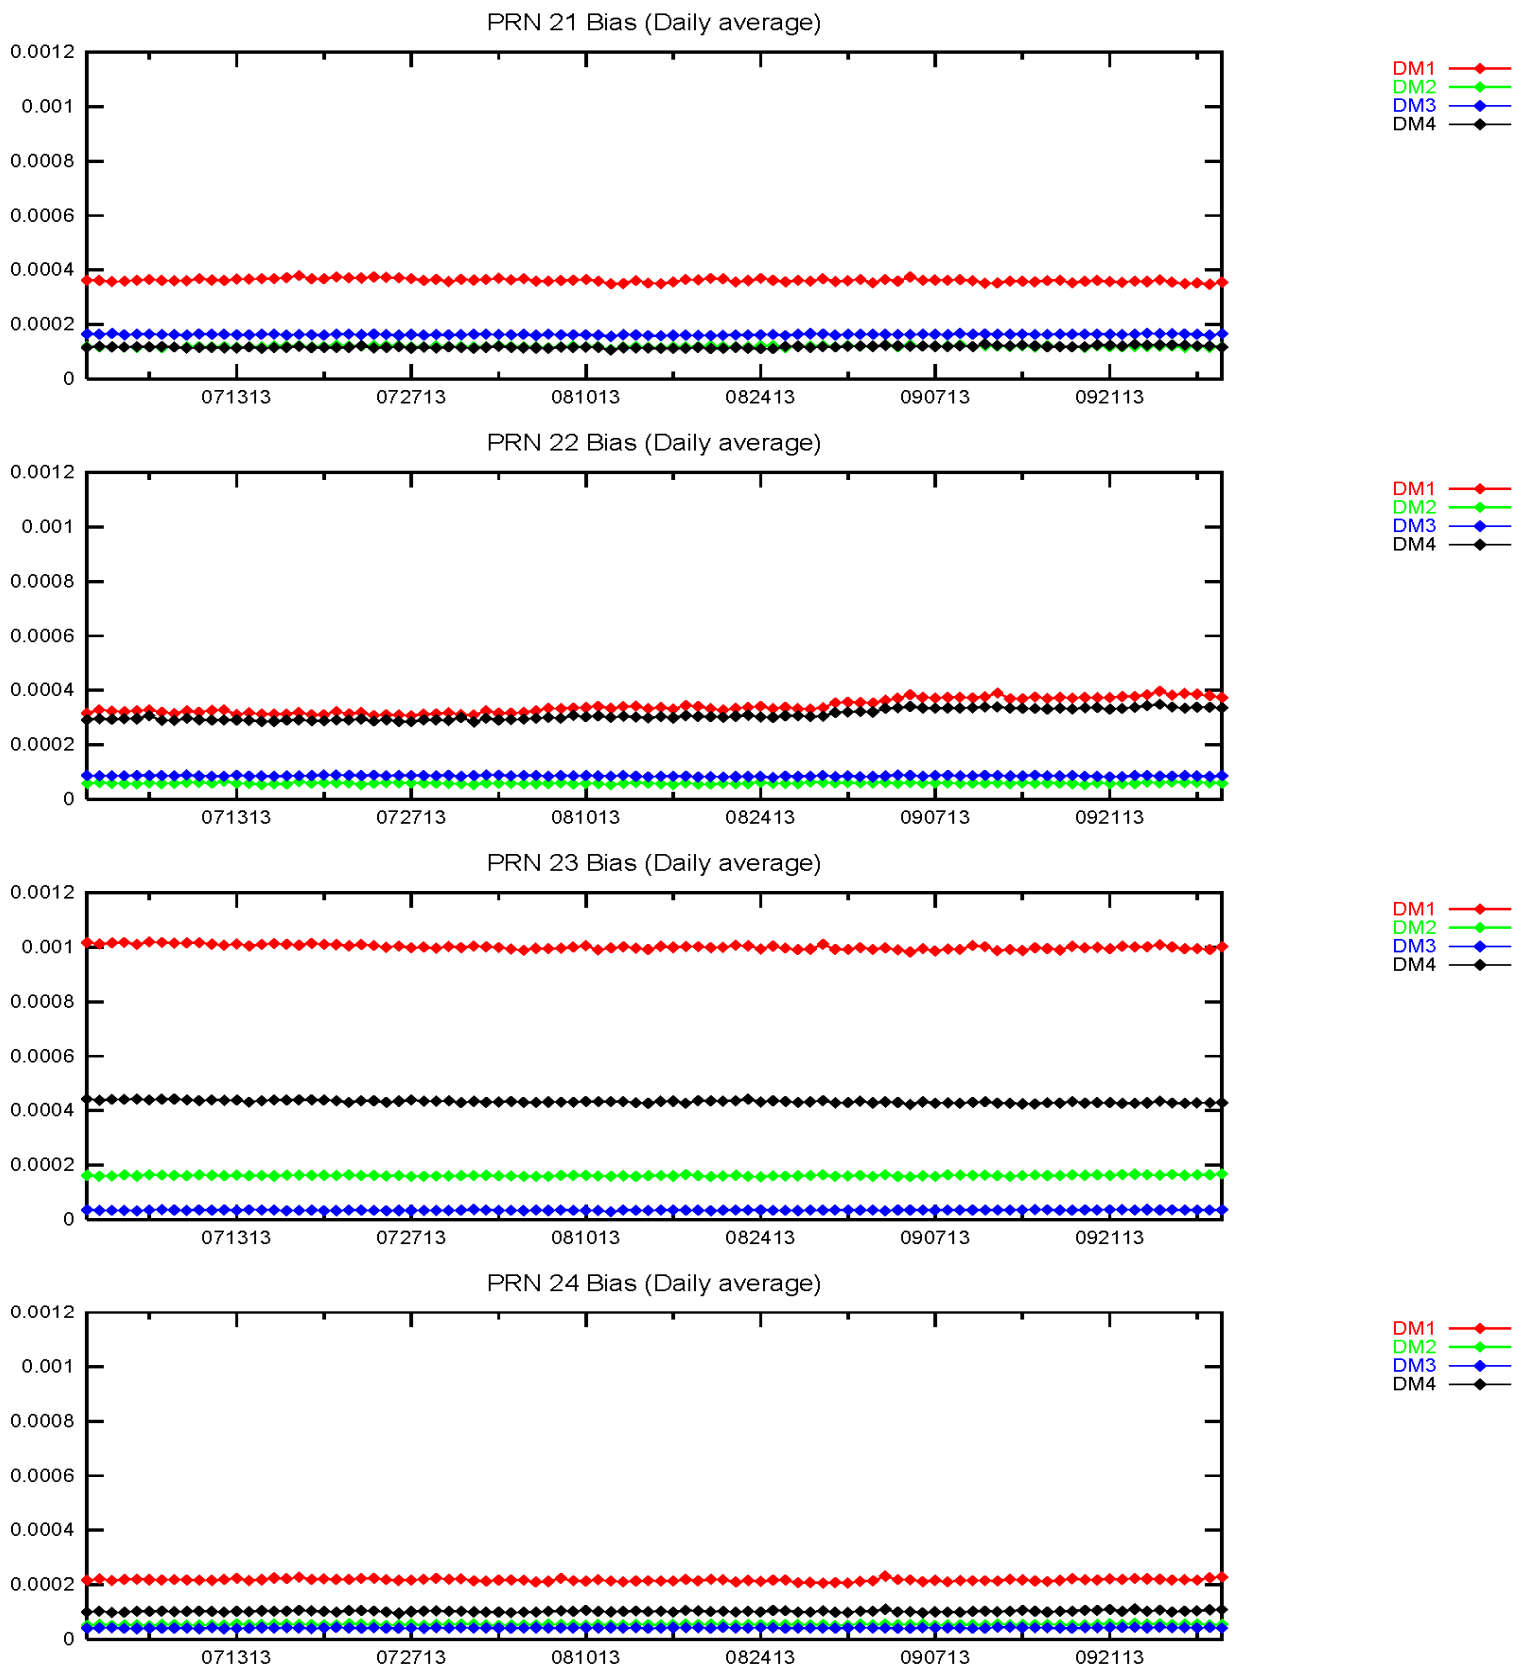 PRN 21 Bias (Daily average)
0.0012
0.001
0.0008
0.0006
0.0004
0.0002
0
071313 072713 081013 082413 090713 092113
DM1
DM2
DM3
DM4
PRN 22 Bias (Daily average)
0.0012
0.001
0.0008
0.0006
0.0004
0.0002
0
071313 072713 081013 082413 090713 092113
DM1
DM2
DM3
DM4
PRN 23 Bias (Daily average)
0.0012
0.001
0.0008
0.0006
0.0004
0.0002
0
071313 072713 081013 082413 090713 092113
DM1
DM2
DM3
DM4
PRN 24 Bias (Daily average)
0.0012
0.001
0.0008
0.0006
0.0004
0.0002
0
071313 072713 081013 082413 090713 092113
DM1
DM2
DM3
DM4